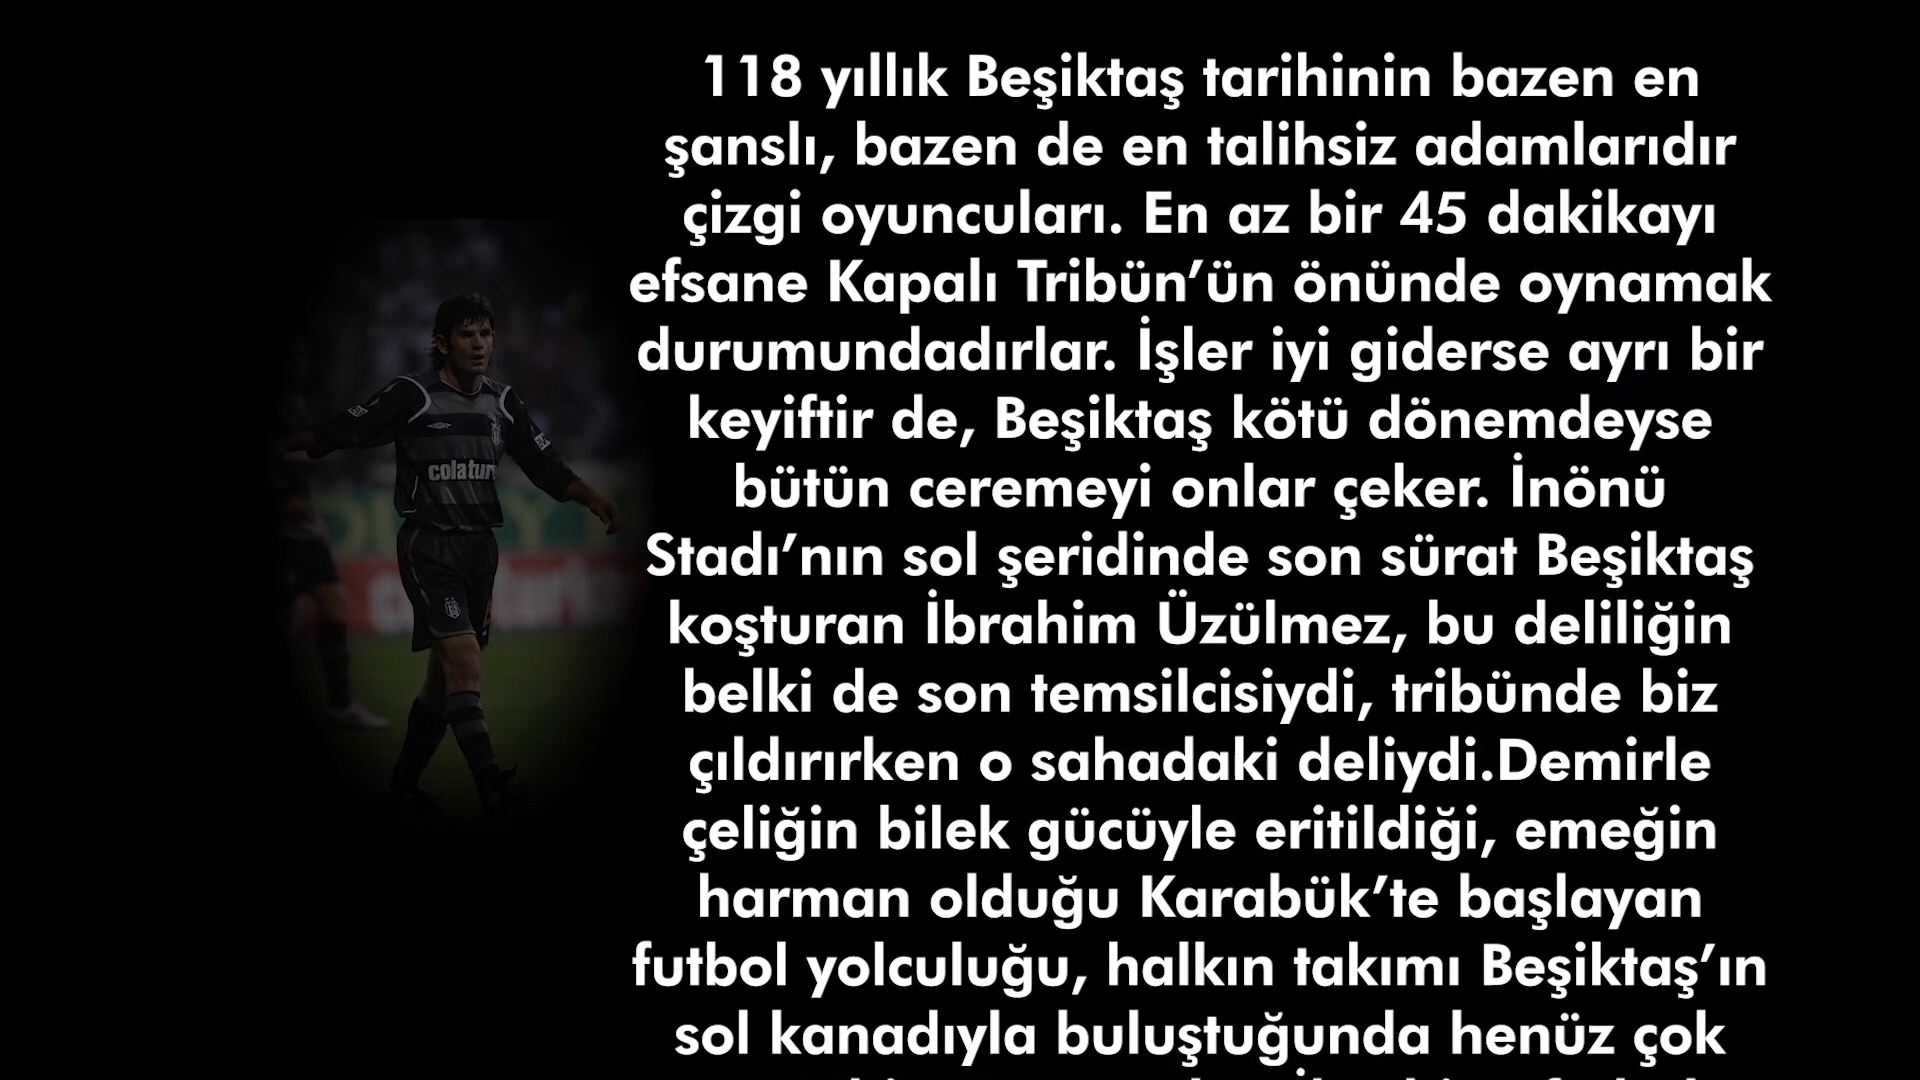 118 yıllık Beşiktaş tarihinin bazen en
şanslı, bazen de en talihsiz adamlarıdır
çizgi oyuncuları. En az bir 45 dakikayı
efsane Kapalı Tribün’ün önünde oynamak
durumundadırlar. İşler iyi giderse ayrı bir
keyiftir de, Beşiktaş kötü dönemdeyse
bütün ceremeyi onlar çeker. İnönü
Stadı’nın sol şeridinde son sürat Beşiktaş
koşturan İbrahim Üzülmez, bu deliliğin
belki de son temsilcisiydi, tribünde biz
çıldırırken o sahadaki deliydi.Demirle
çeliğin bilek gücüyle eritildiği, emeğin
harman olduğu Karabük’te başlayan
futbol yolculuğu, halkın takımı Beşiktaş’ın
sol kanadıyla buluştuğunda henüz çok